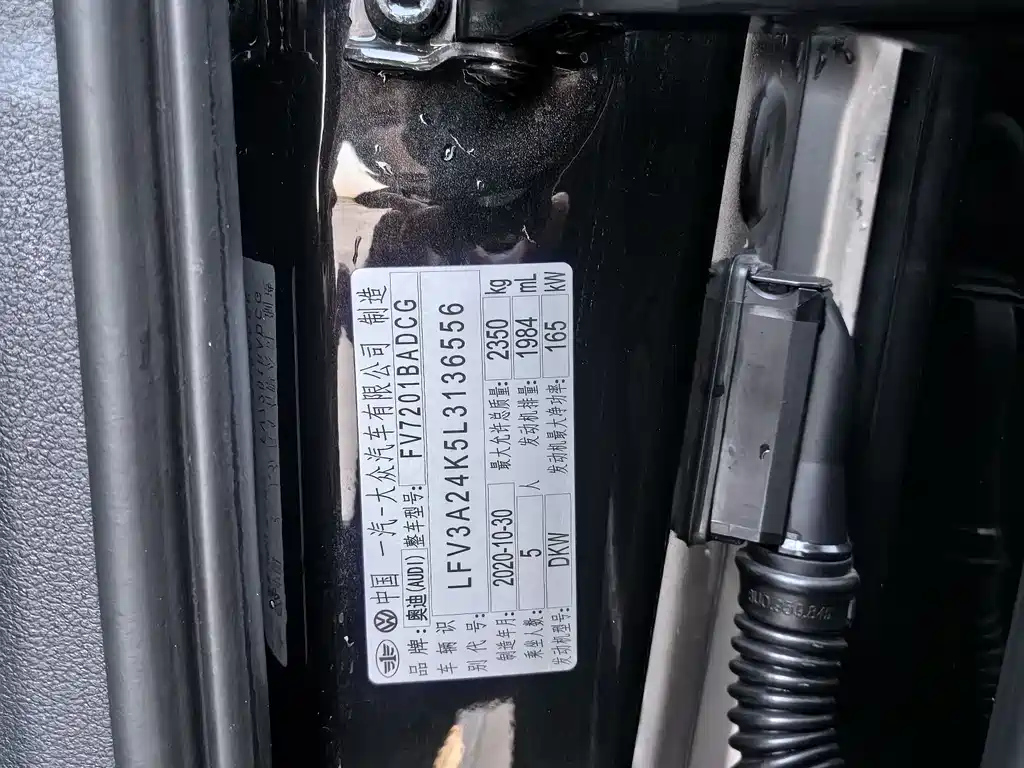 中国 一汽-大众汽车有限公司 制造
品牌: 奥迪(AUDI) 整车型号: FV7201BADCG
车辆识别代号: LFV3A24K5L3136556
制造年月: 2020-10-30 最大允许总质量: 2350 kg
乘坐人数: 5 人 发动机排量: 1984 mL
发动机型号: DKW 发动机最大净功率: 165 kW